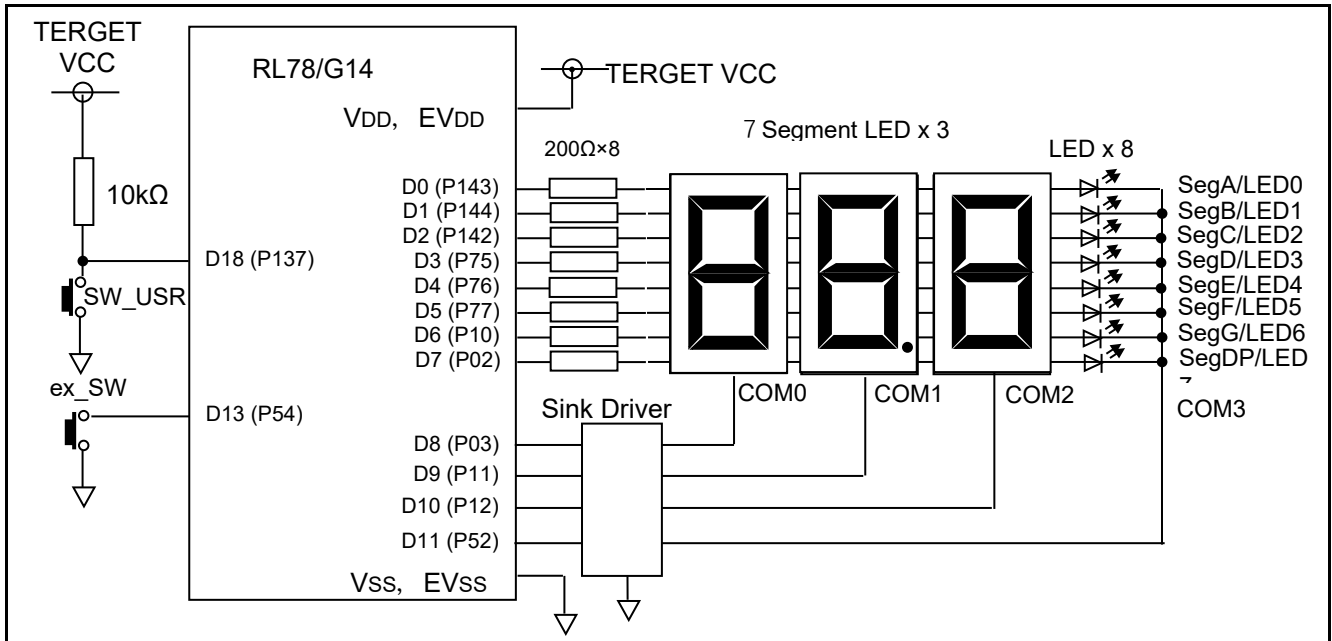 TERGET
VCC
RL78/G14
TERGET VCC
VDD, EVDD
7 Segment LED x 3
200Ω×8
LED x 8
10kΩ
D0 (P143)
SegA/LED0
D1 (P144)
SegB/LED1
D2 (P142)
SegC/LED2
D18 (P137)
D3 (P75)
SegD/LED3
SW_USR
D4 (P76)
SegE/LED4
D5 (P77)
SegF/LED5
D6 (P10)
SegG/LED6
D7 (P02)
SegDP/LED
7
ex_SW
COM0
COM1
COM2
COM3
D13 (P54)
Sink Driver
D8 (P03)
D9 (P11)
D10 (P12)
D11 (P52)
VSS, EVSS